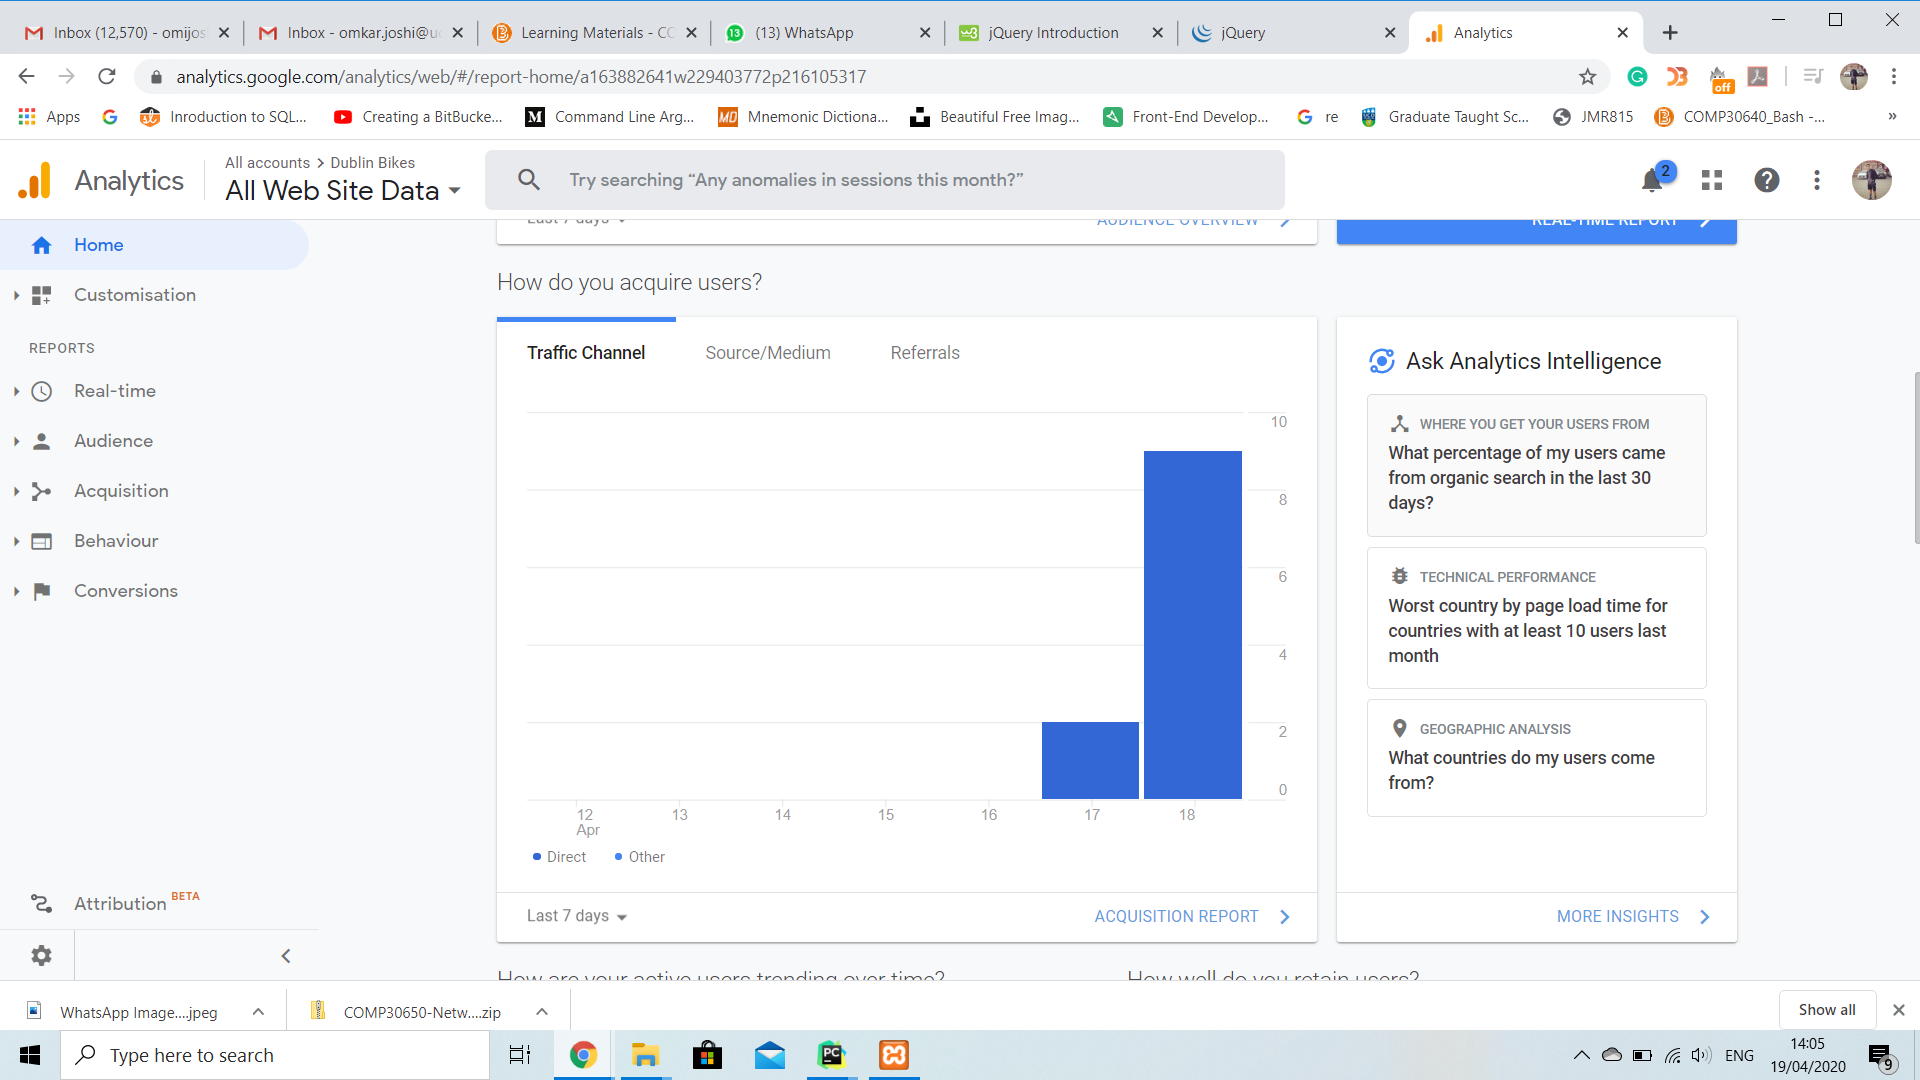 Inbox (12,570) - omijos
Inbox - omkar.joshi@u
Learning Materials - CC
(13) WhatsApp
jQuery Introduction
jQuery
Analytics
analytics.google.com/analytics/web/#/report-home/a163882641w229403772p216105317
off
Apps
Inroduction to SQL...
Creating a BitBucke...
Command Line Arg...
Mnemonic Dictiona...
Beautiful Free Imag...
Front-End Develop...
re
Graduate Taught Sc...
JMR815
COMP30640_Bash -...
»
Analytics
All accounts > Dublin Bikes
All Web Site Data
Try searching “Any anomalies in sessions this month?”
2
Last 7 days
AUDIENCE OVERVIEW
REAL-TIME REPORT
Home
Customisation
REPORTS
Real-time
Audience
Acquisition
Behaviour
Conversions
Attribution BETA
How do you acquire users?
Traffic Channel
Source/Medium
Referrals
10
8
6
4
2
0
12
Apr
13
14
15
16
17
18
Direct
Other
Last 7 days
ACQUISITION REPORT
Ask Analytics Intelligence
WHERE YOU GET YOUR USERS FROM
What percentage of my users came
from organic search in the last 30
days?
TECHNICAL PERFORMANCE
Worst country by page load time for
countries with at least 10 users last
month
GEOGRAPHIC ANALYSIS
What countries do my users come
from?
MORE INSIGHTS
How are your active users trending over time?
How well do you retain users?
WhatsApp Image....jpeg
COMP30650-Netw....zip
Show all
Type here to search
ENG
14:05
19/04/2020
9